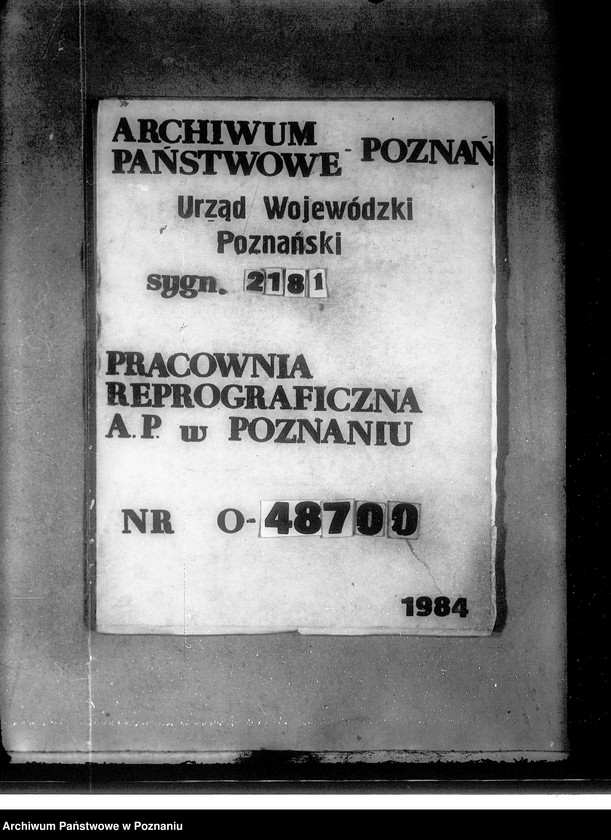 ARCHIWUM
PAŃSTWOWE - POZNAŃ
Urząd Wojewódzki
Poznański
sygn. 2181
PRACOWNIA
REPROGRAFICZNA
A.P. w POZNANIU
NR O-48700
1984
Archiwum Państwowe w Poznaniu